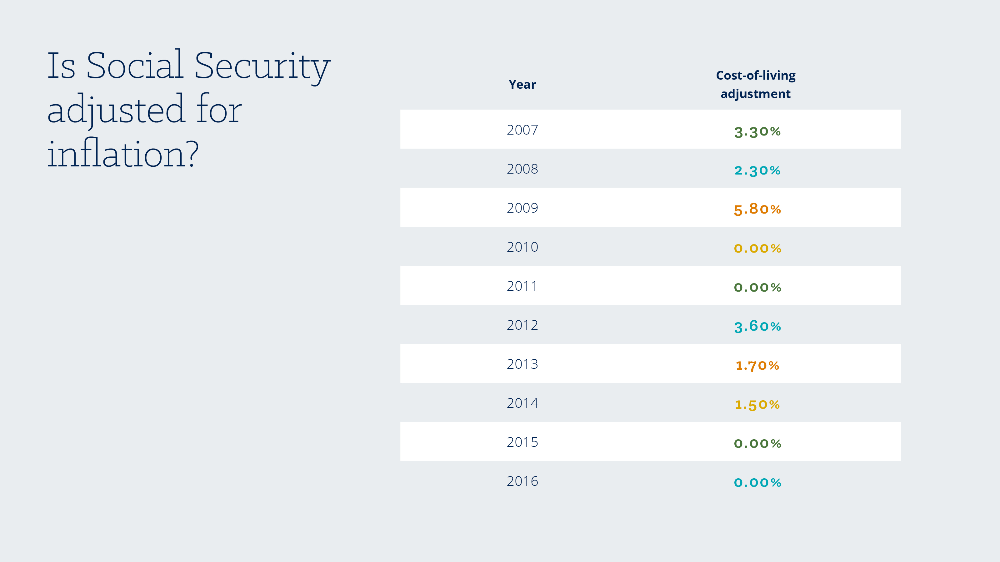 Is Social Security
adjusted for
inflation?
Year
Cost-of-living
adjustment
2007 3.30%
2008 2.30%
2009 5.80%
2010 0.00%
2011 0.00%
2012 3.60%
2013 1.70%
2014 1.50%
2015 0.00%
2016 0.00%